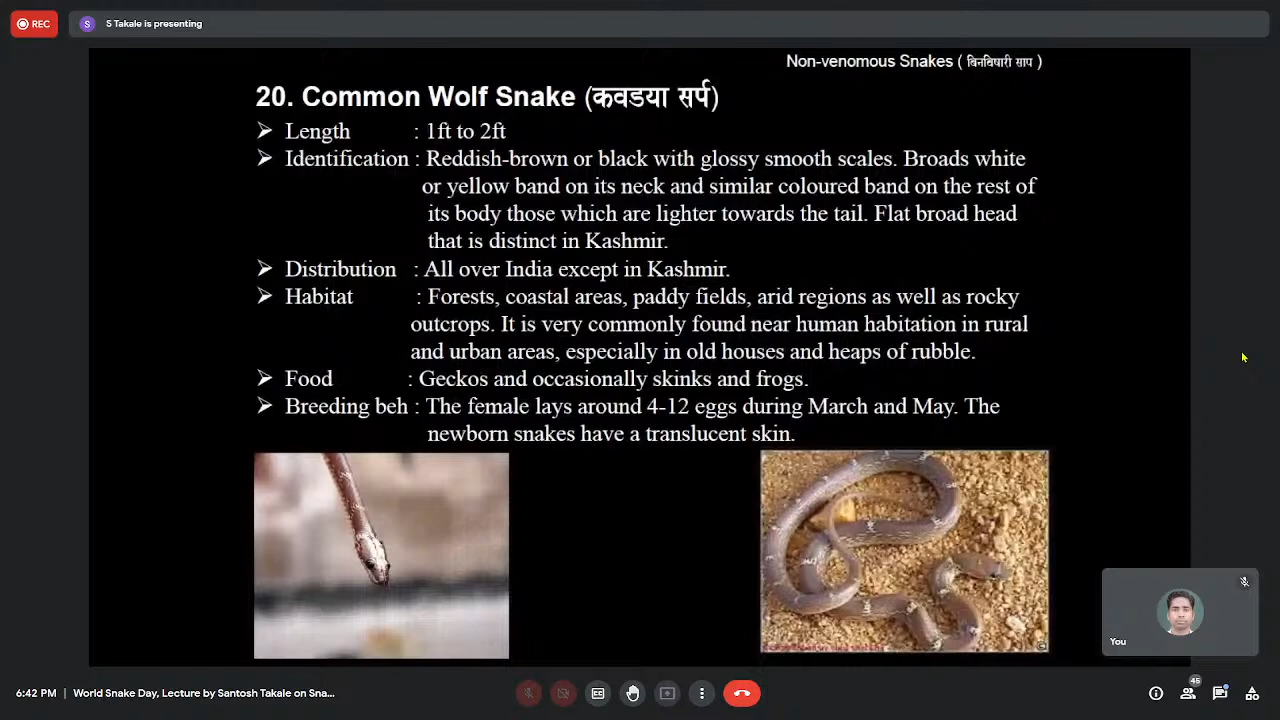 REC
S
S Takale is presenting
Non-venomous Snakes ( बिनविषारी साप )
20. Common Wolf Snake (कवडया सर्प)
➢ Length : 1ft to 2ft
➢ Identification : Reddish-brown or black with glossy smooth scales. Broads white
or yellow band on its neck and similar coloured band on the rest of
its body those which are lighter towards the tail. Flat broad head
that is distinct in Kashmir.
➢ Distribution : All over India except in Kashmir.
➢ Habitat : Forests, coastal areas, paddy fields, arid regions as well as rocky
outcrops. It is very commonly found near human habitation in rural
and urban areas, especially in old houses and heaps of rubble.
➢ Food : Geckos and occasionally skinks and frogs.
➢ Breeding beh : The female lays around 4-12 eggs during March and May. The
newborn snakes have a translucent skin.
You
6:42 PM | World Snake Day, Lecture by Santosh Takale on Sna...
45